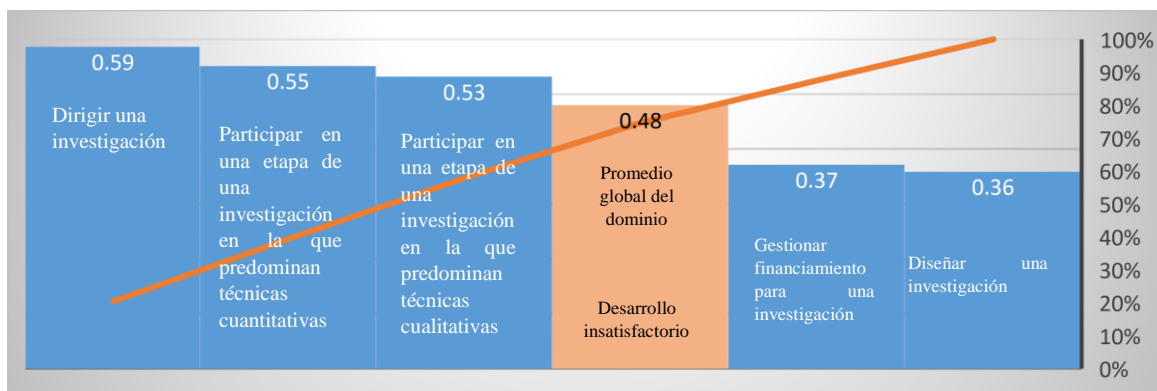 0.59
Dirigir una
investigación
0.55
Participar en
una etapa de
una
investigación
en la que
predominan
técnicas
cuantitativas
0.53
Participar en
una etapa de
una
investigación
en la que
predominan
técnicas
cualitativas
0.48
Promedio
global del
dominio
Desarrollo
insatisfactorio
0.37
Gestionar
financiamiento
para una
investigación
0.36
Diseñar una
investigación
100%
90%
80%
70%
60%
50%
40%
30%
20%
10%
0%